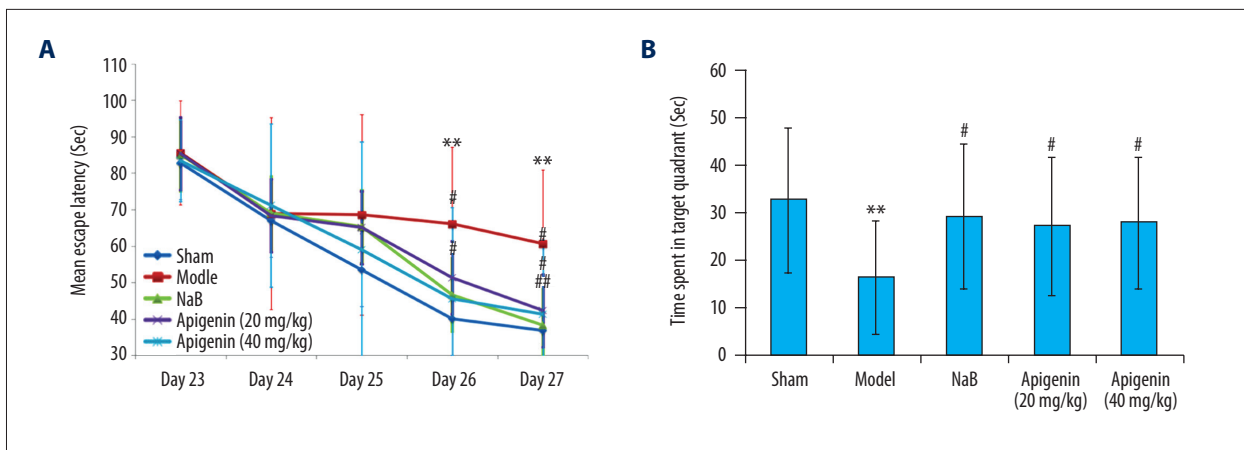 A
110
100
90
80
70
60
50
40
30
Mean escape latency (Sec)
**
**
#
#
#
#
##
Sham
Modle
NaB
Apigenin (20 mg/kg)
Apigenin (40 mg/kg)
Day 23 Day 24 Day 25 Day 26 Day 27
B
60
50
40
30
20
10
0
Time spent in target quadrant (Sec)
**
#
#
#
Sham Model NaB Apigenin Apigenin
(20 mg/kg) (40 mg/kg)